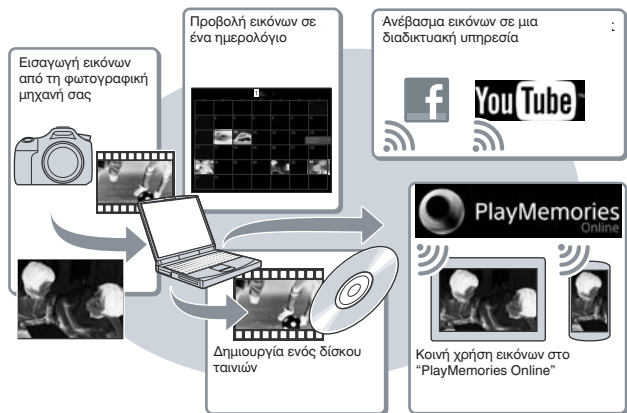 Εισαγωγή εικόνων
από τη φωτογραφική
μηχανή σας
Προβολή εικόνων σε
ένα ημερολόγιο
1
Ανέβασμα εικόνων σε μια
διαδικτυακή υπηρεσία
f
YouTube
PlayMemories
Online
Δημιουργία ενός δίσκου
ταινιών
Κοινή χρήση εικόνων στο
“PlayMemories Online”